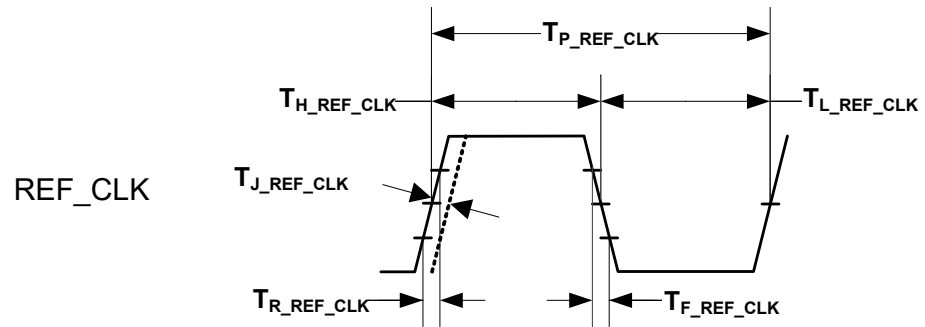 T_P_REF_CLK
T_H_REF_CLK
T_L_REF_CLK
REF_CLK
T_J_REF_CLK
T_R_REF_CLK
T_F_REF_CLK